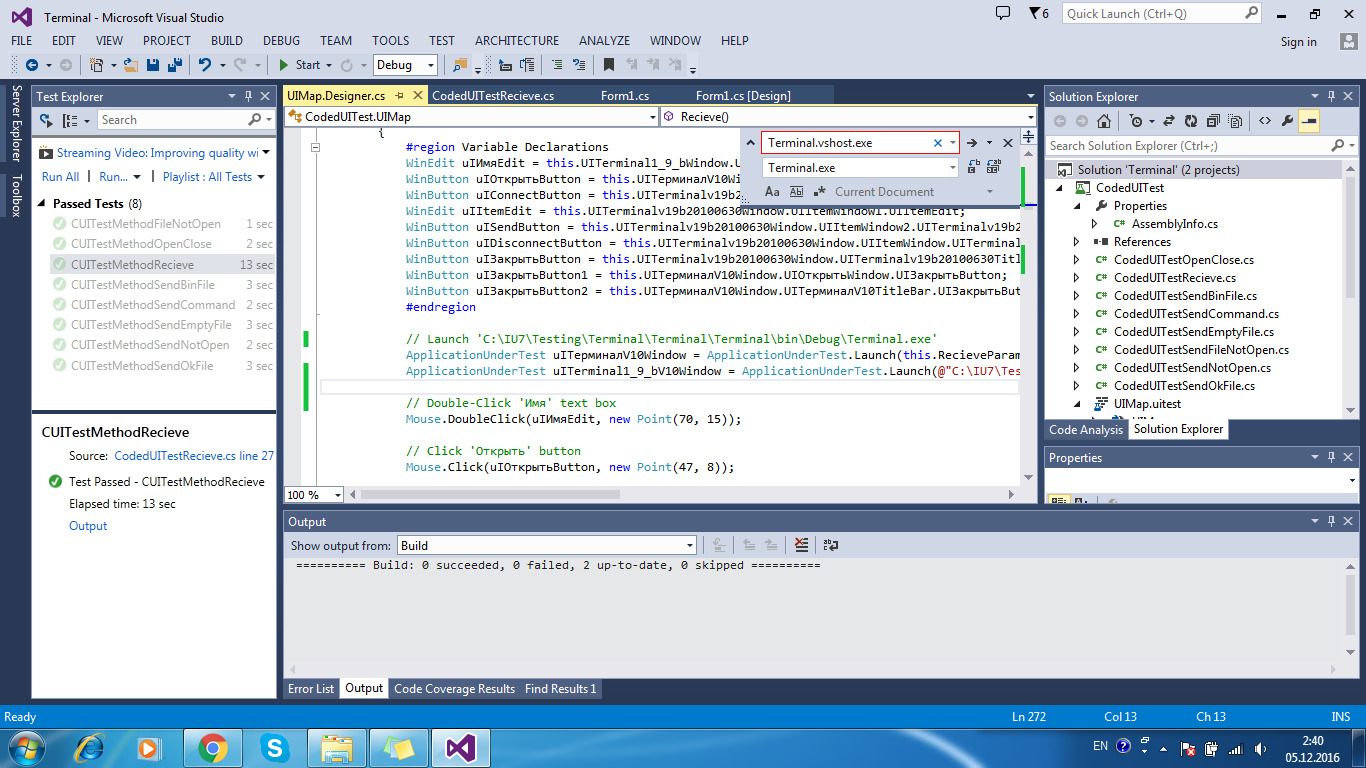 Terminal - Microsoft Visual Studio
6
Quick Launch (Ctrl+Q)
FILE EDIT VIEW PROJECT BUILD DEBUG TEAM TOOLS TEST ARCHITECTURE ANALYZE WINDOW HELP
Sign in
Start Debug
Server Explorer
Toolbox
Test Explorer
Search
Streaming Video: Improving quality wi
Run All Run... Playlist : All Tests
Passed Tests (8)
CUITestMethodFileNotOpen 1 sec
CUITestMethodOpenClose 2 sec
CUITestMethodRecieve 13 sec
CUITestMethodSendBinFile 3 sec
CUITestMethodSendCommand 2 sec
CUITestMethodSendEmptyFile 3 sec
CUITestMethodSendNotOpen 2 sec
CUITestMethodSendOkFile 3 sec
CUITestMethodRecieve
Source: CodedUITestRecieve.cs line 27
Test Passed - CUITestMethodRecieve
Elapsed time: 13 sec
Output
UIMap.Designer.cs CodedUITestRecieve.cs Form1.cs Form1.cs [Design]
CodedUITest.UIMap Recieve()
Terminal.vshost.exe
Terminal.exe
Aa Ab Current Document
{
#region Variable Declarations
WinEdit uIИмяEdit = this.UITerminal1_9_bWindow.U
WinButton uIОткрытьButton = this.UIТерминалV10Wi
WinButton uIConnectButton = this.UITerminalv19b2
WinEdit uIItemEdit = this.UITerminalv19b20100630Window.UIItemWindow1.UIItemEdit;
WinButton uISendButton = this.UITerminalv19b20100630Window.UIItemWindow2.UITerminalv19b2
WinButton uIDisconnectButton = this.UITerminalv19b20100630Window.UIItemWindow.UITerminal
WinButton uIЗакрытьButton = this.UITerminalv19b20100630Window.UITerminalv19b20100630Titl
WinButton uIЗакрытьButton1 = this.UIТерминалV10Window.UIОткрытьWindow.UIЗакрытьButton;
WinButton uIЗакрытьButton2 = this.UIТерминалV10Window.UIТерминалV10TitleBar.UIЗакрытьBut
#endregion
// Launch 'C:\IU7\Testing\Terminal\Terminal\Terminal\bin\Debug\Terminal.exe'
ApplicationUnderTest uIТерминалV10Window = ApplicationUnderTest.Launch(this.RecieveParam
ApplicationUnderTest uITerminal1_9_bV10Window = ApplicationUnderTest.Launch(@"C:\IU7\Tes
// Double-Click 'Имя' text box
Mouse.DoubleClick(uIИмяEdit, new Point(70, 15));
// Click 'Открыть' button
Mouse.Click(uIОткрытьButton, new Point(47, 8));
100 %
Output
Show output from: Build
========== Build: 0 succeeded, 0 failed, 2 up-to-date, 0 skipped ==========
Error List Output Code Coverage Results Find Results 1
Solution Explorer
Search Solution Explorer (Ctrl+;)
Solution 'Terminal' (2 projects)
CodedUITest
Properties
AssemblyInfo.cs
References
CodedUITestOpenClose.cs
CodedUITestRecieve.cs
CodedUITestSendBinFile.cs
CodedUITestSendCommand.cs
CodedUITestSendEmptyFile.cs
CodedUITestSendFileNotOpen.cs
CodedUITestSendNotOpen.cs
CodedUITestSendOkFile.cs
UIMap.uitest
Code Analysis Solution Explorer
Properties
Ready Ln 272 Col 13 Ch 13 INS
EN 2:40
05.12.2016